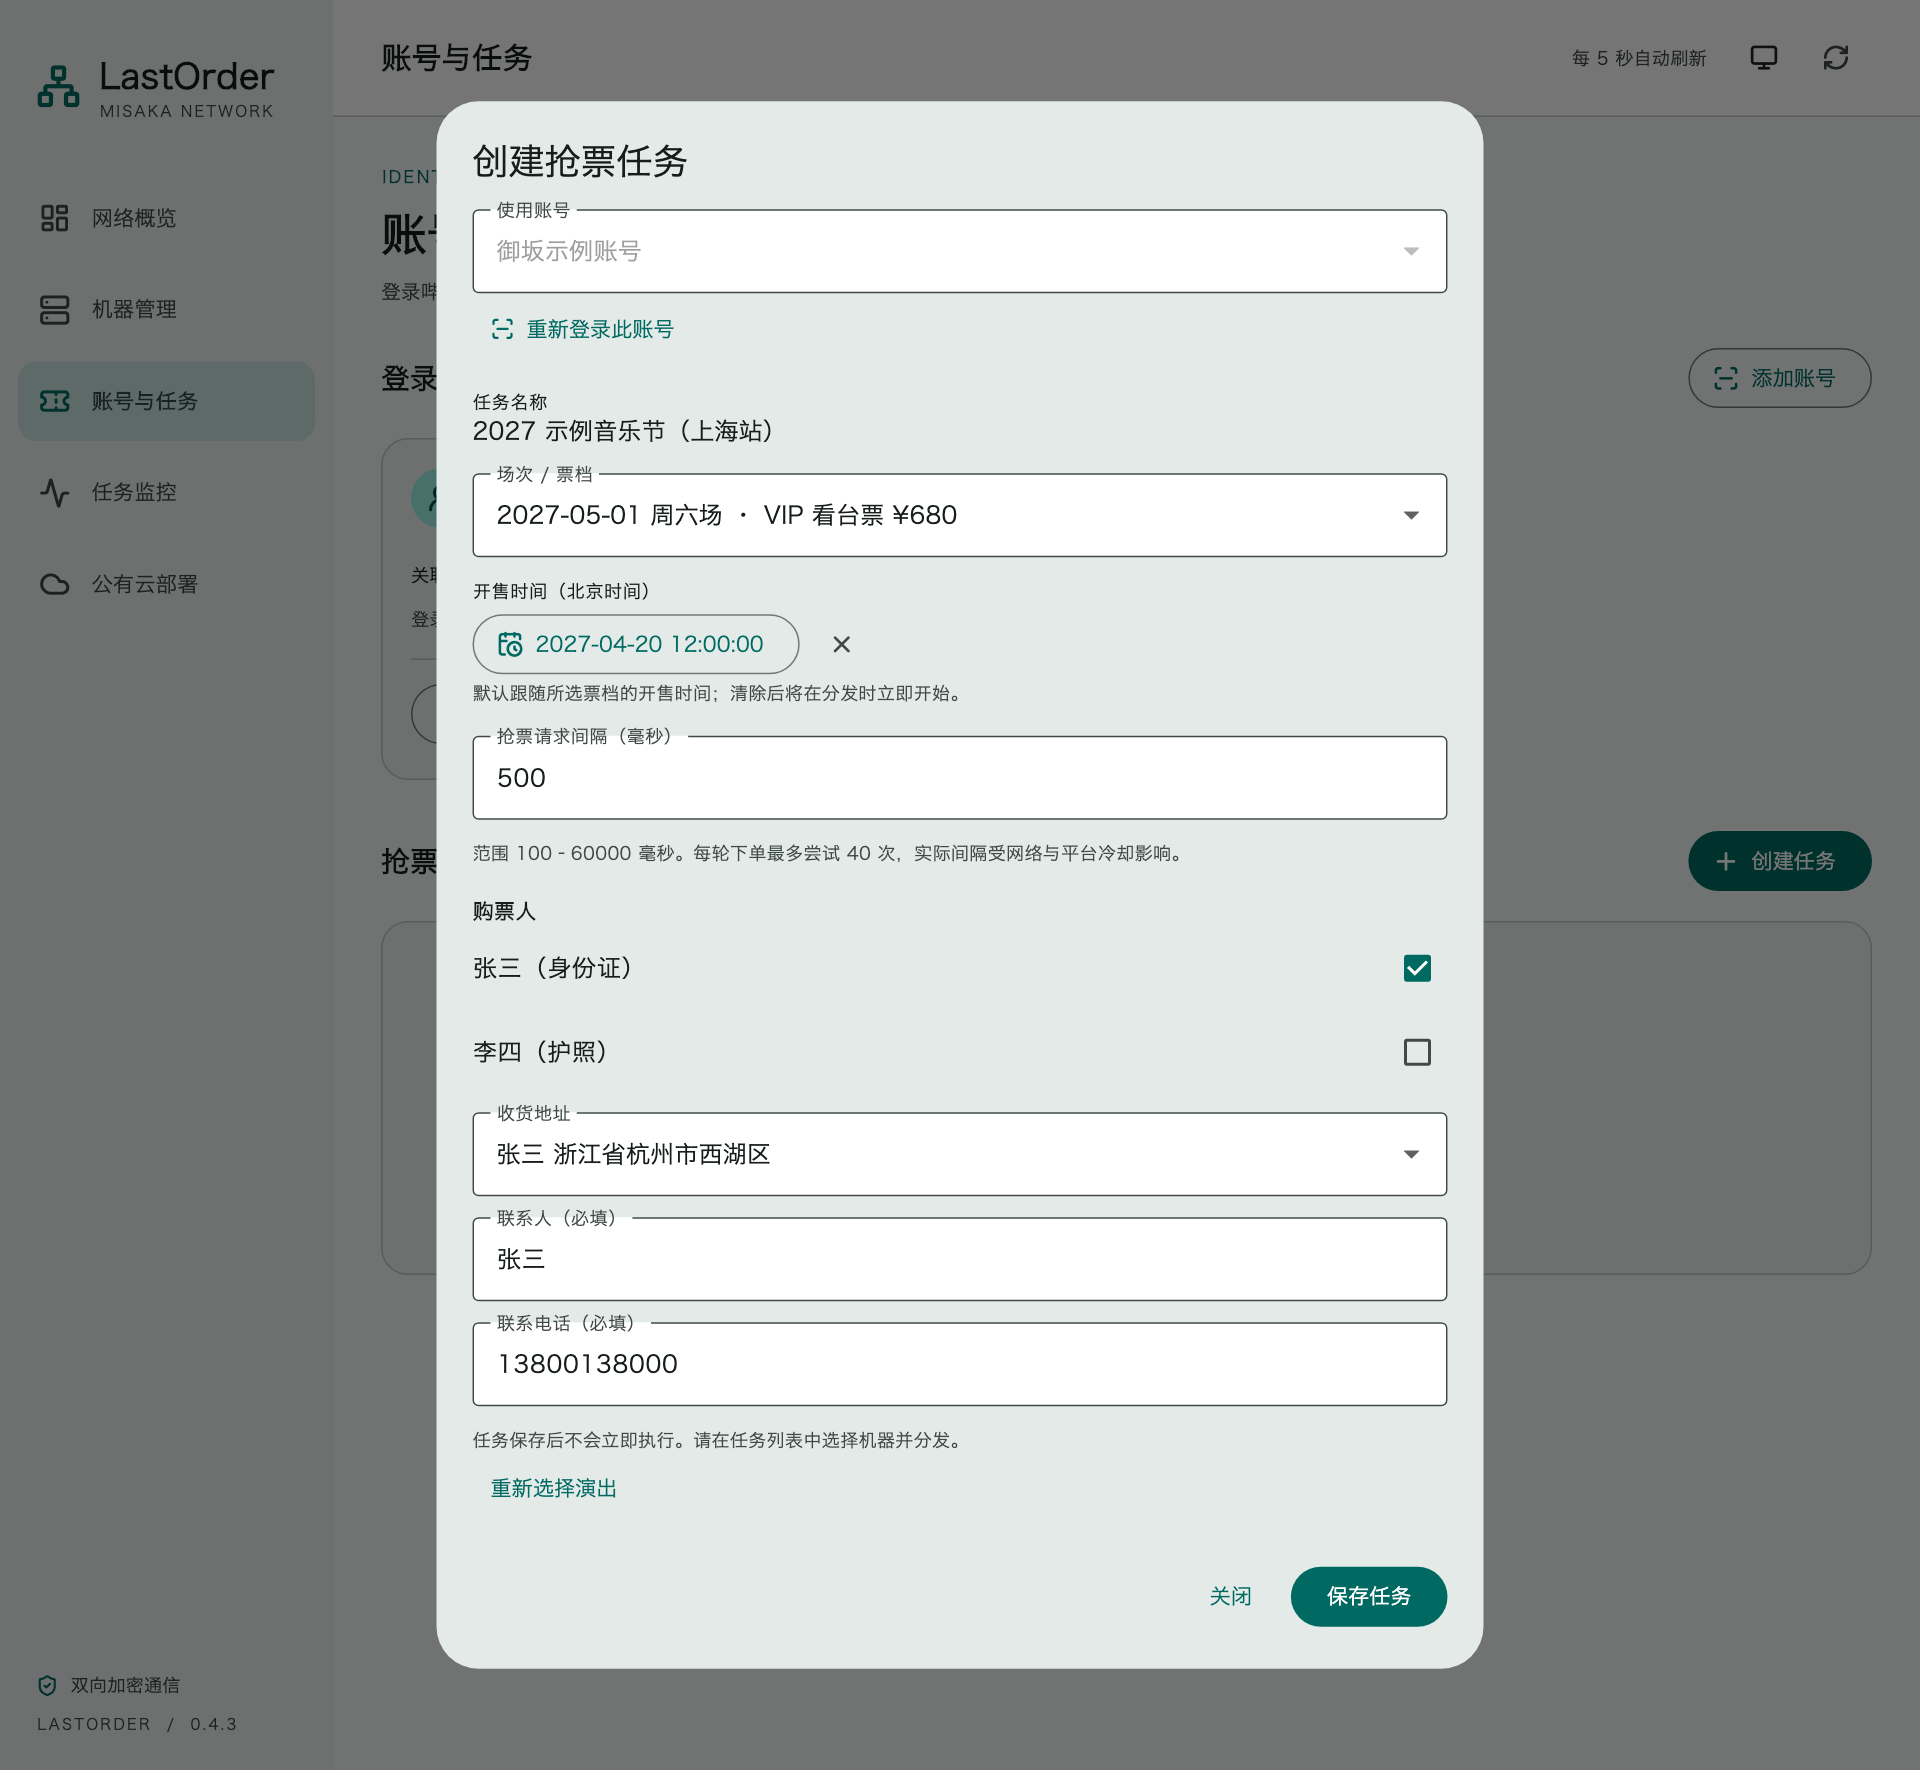 LastOrder
MISAKA NETWORK
网络概览
机器管理
账号与任务
任务监控
公有云部署
双向加密通信
LASTORDER / 0.4.3
账号与任务
每 5 秒自动刷新
IDENT
账
登录
登录
添加账号
关
登
抢票
创建任务
创建抢票任务
使用账号
御坂示例账号
重新登录此账号
任务名称
2027 示例音乐节（上海站）
场次 / 票档
2027-05-01 周六场 · VIP 看台票 ¥680
开售时间（北京时间）
2027-04-20 12:00:00
默认跟随所选票档的开售时间；清除后将在分发时立即开始。
抢票请求间隔（毫秒）
500
范围 100 - 60000 毫秒。每轮下单最多尝试 40 次，实际间隔受网络与平台冷却影响。
购票人
张三（身份证）
李四（护照）
收货地址
张三 浙江省杭州市西湖区
联系人（必填）
张三
联系电话（必填）
13800138000
任务保存后不会立即执行。请在任务列表中选择机器并分发。
重新选择演出
关闭
保存任务